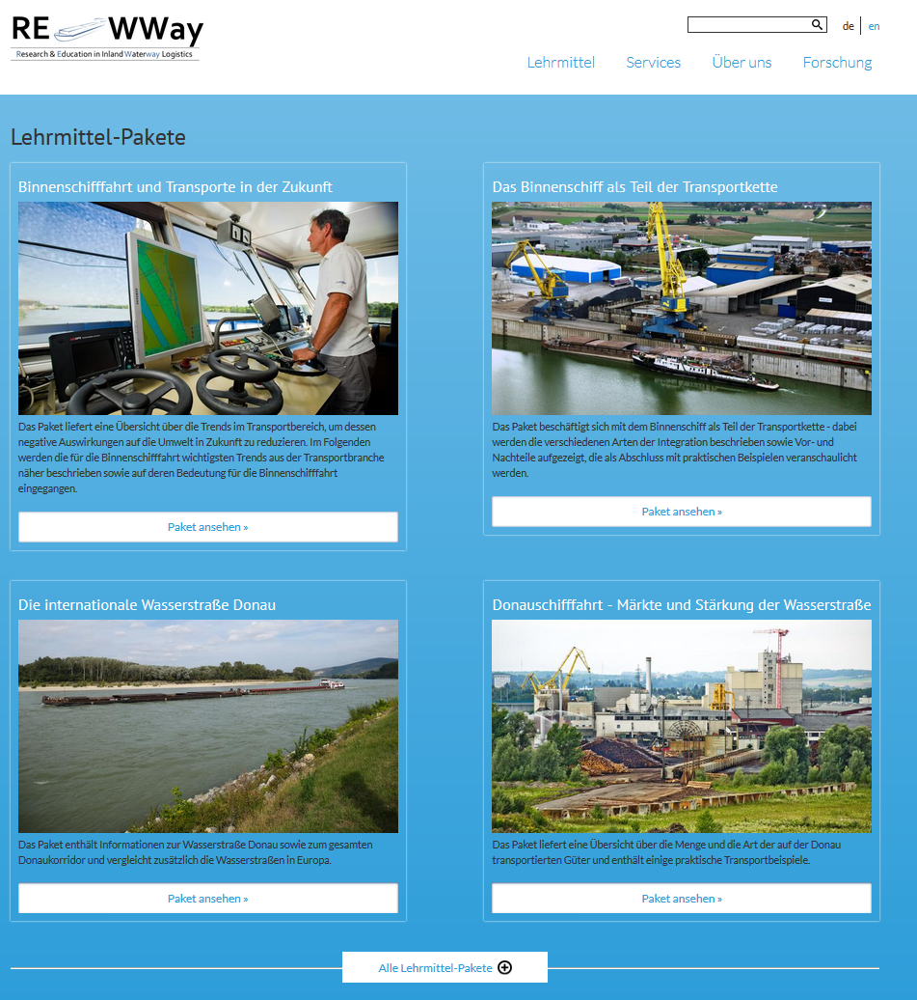 RE WWay
Research & Education in Inland Waterway Logistics
de
en
Lehrmittel
Services
Über uns
Forschung
Lehrmittel-Pakete
Binnenschifffahrt und Transporte in der Zukunft
Das Paket liefert eine Übersicht über die Trends im Transportbereich, um dessen
negative Auswirkungen auf die Umwelt in Zukunft zu reduzieren. Im Folgenden
werden die für die Binnenschifffahrt wichtigsten Trends aus der Transportbranche
näher beschrieben sowie auf deren Bedeutung für die Binnenschifffahrt
eingegangen.
Paket ansehen »
Das Binnenschiff als Teil der Transportkette
Das Paket beschäftigt sich mit dem Binnenschiff als Teil der Transportkette - dabei
werden die verschiedenen Arten der Integration beschrieben sowie Vor- und
Nachteile aufgezeigt, die als Abschluss mit praktischen Beispielen veranschaulicht
werden.
Paket ansehen »
Die internationale Wasserstraße Donau
Das Paket enthält Informationen zur Wasserstraße Donau sowie zum gesamten
Donaukorridor und vergleicht zusätzlich die Wasserstraßen in Europa.
Paket ansehen »
Donauschifffahrt - Märkte und Stärkung der Wasserstraße
Das Paket liefert eine Übersicht über die Menge und die Art der auf der Donau
transportierten Güter und enthält einige praktische Transportbeispiele.
Paket ansehen »
Alle Lehrmittel-Pakete